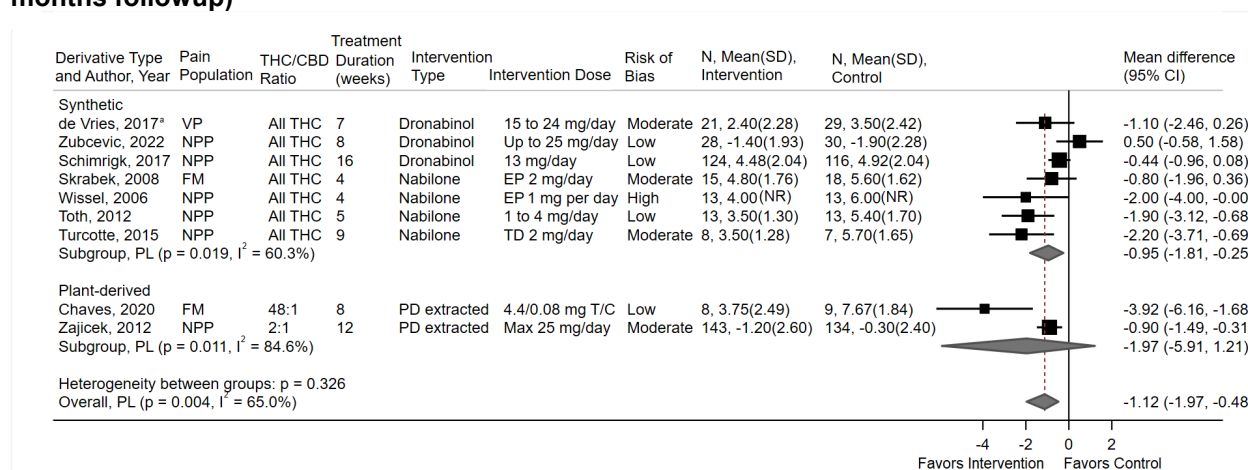 months followup)
Derivative Type and Author, Year Pain Population THC/CBD Ratio Treatment Duration (weeks) Intervention Type Intervention Dose Risk of Bias N, Mean(SD), Intervention N, Mean(SD), Control Mean difference (95% CI)
Synthetic
de Vries, 2017ᵃ VP All THC 7 Dronabinol 15 to 24 mg/day Moderate 21, 2.40(2.28) 29, 3.50(2.42) -1.10 (-2.46, 0.26)
Zubcevic, 2022 NPP All THC 8 Dronabinol Up to 25 mg/day Low 28, -1.40(1.93) 30, -1.90(2.28) 0.50 (-0.58, 1.58)
Schimrigk, 2017 NPP All THC 16 Dronabinol 13 mg/day Low 124, 4.48(2.04) 116, 4.92(2.04) -0.44 (-0.96, 0.08)
Skrabek, 2008 FM All THC 4 Nabilone EP 2 mg/day Moderate 15, 4.80(1.76) 18, 5.60(1.62) -0.80 (-1.96, 0.36)
Wissel, 2006 NPP All THC 4 Nabilone EP 1 mg per day High 13, 4.00(NR) 13, 6.00(NR) -2.00 (-4.00, -0.00
Toth, 2012 NPP All THC 5 Nabilone 1 to 4 mg/day Low 13, 3.50(1.30) 13, 5.40(1.70) -1.90 (-3.12, -0.68
Turcotte, 2015 NPP All THC 9 Nabilone TD 2 mg/day Moderate 8, 3.50(1.28) 7, 5.70(1.65) -2.20 (-3.71, -0.69
Subgroup, PL (p = 0.019, I² = 60.3%) -0.95 (-1.81, -0.25
Plant-derived
Chaves, 2020 FM 48:1 8 PD extracted 4.4/0.08 mg T/C Low 8, 3.75(2.49) 9, 7.67(1.84) -3.92 (-6.16, -1.68
Zajicek, 2012 NPP 2:1 12 PD extracted Max 25 mg/day Moderate 143, -1.20(2.60) 134, -0.30(2.40) -0.90 (-1.49, -0.31
Subgroup, PL (p = 0.011, I² = 84.6%) -1.97 (-5.91, 1.21)
Heterogeneity between groups: p = 0.326
Overall, PL (p = 0.004, I² = 65.0%) -1.12 (-1.97, -0.48
-4 -2 0 2
Favors Intervention Favors Control